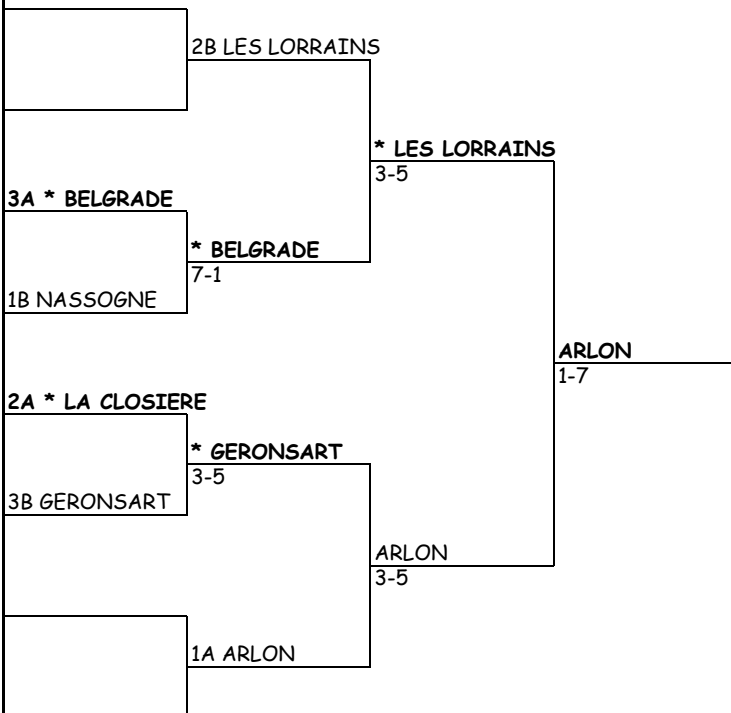 2B LES LORRAINS
* LES LORRAINS
3-5
3A * BELGRADE
* BELGRADE
7-1
1B NASSOGNE
ARLON
1-7
2A * LA CLOSIERE
* GERONSART
3-5
3B GERONSART
ARLON
3-5
1A ARLON